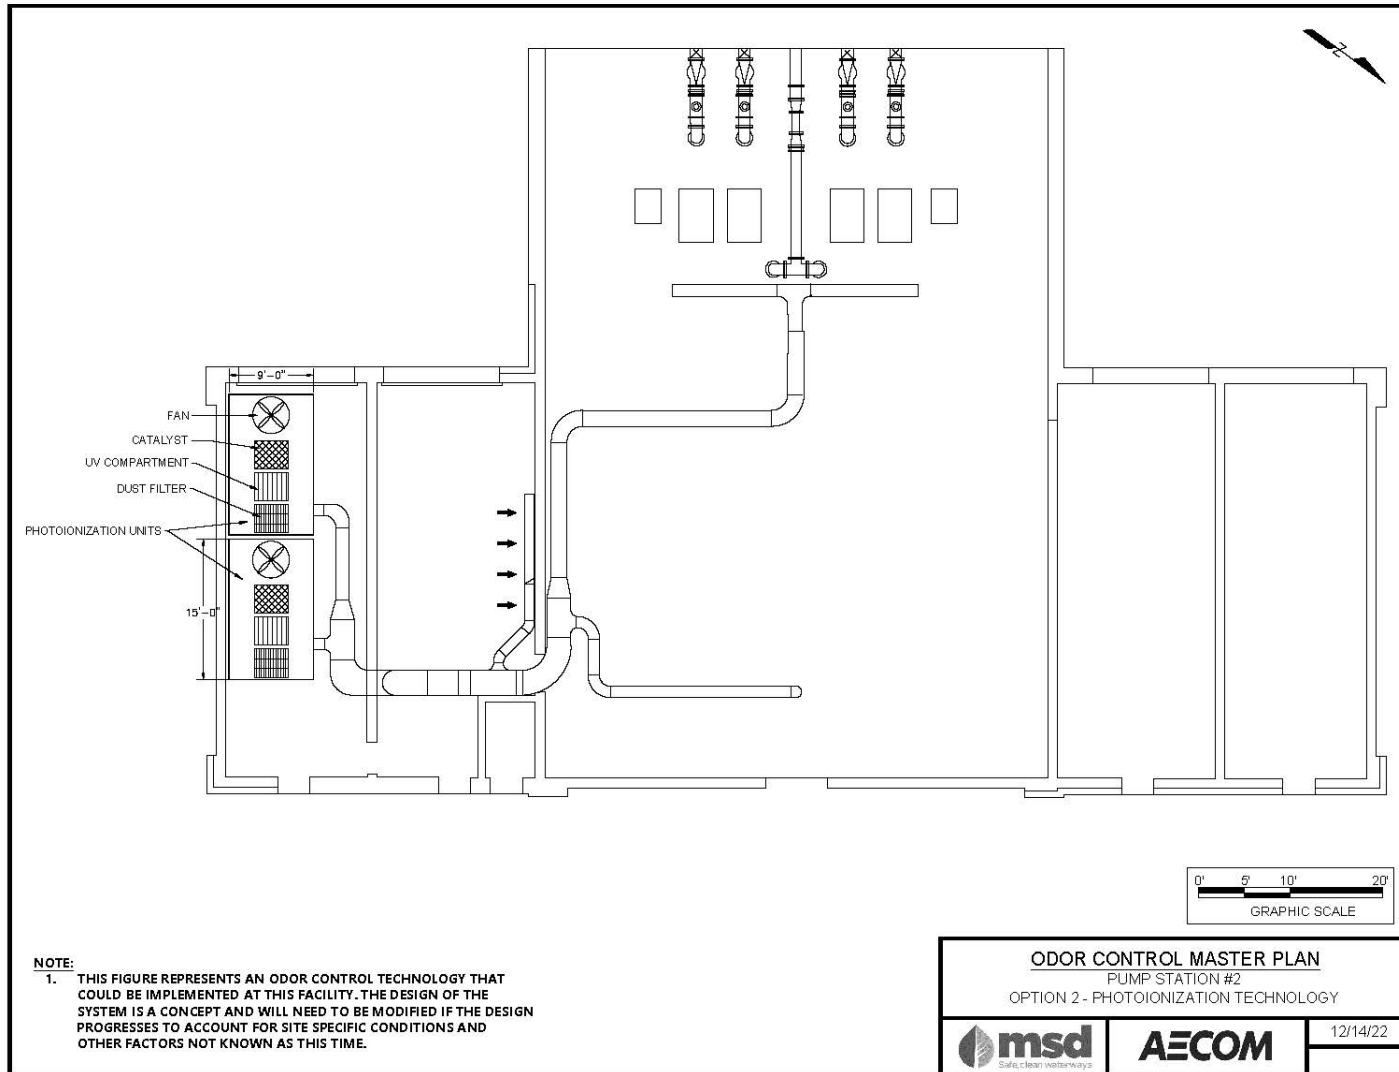 Z
9'-0"
FAN
CATALYST
UV COMPARTMENT
DUST FILTER
PHOTOIONIZATION UNITS
15'-0"
0' 5' 10' 20'
GRAPHIC SCALE
NOTE:
1. THIS FIGURE REPRESENTS AN ODOR CONTROL TECHNOLOGY THAT
COULD BE IMPLEMENTED AT THIS FACILITY. THE DESIGN OF THE
SYSTEM IS A CONCEPT AND WILL NEED TO BE MODIFIED IF THE DESIGN
PROGRESSES TO ACCOUNT FOR SITE SPECIFIC CONDITIONS AND
OTHER FACTORS NOT KNOWN AS THIS TIME.
ODOR CONTROL MASTER PLAN
PUMP STATION #2
OPTION 2 - PHOTOIONIZATION TECHNOLOGY
msd
Safe, clean waterways
AECOM
12/14/22